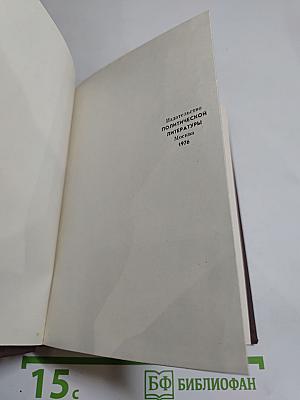 Издательство
ПОЛИТИЧЕСКОЙ
ЛИТЕРАТУРЫ
Москва
1976
15с
БФ БИБЛИОФАН